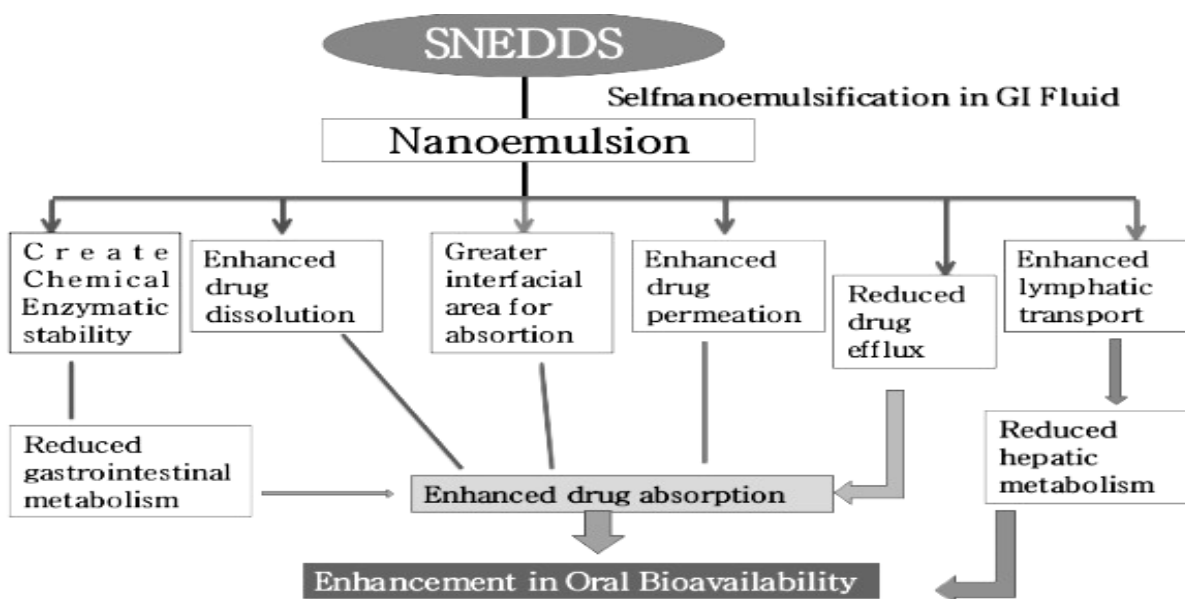 SNEDDS
Selfnanoemulsification in GI Fluid
Nanoemulsion
Create
Chemical
Enzymatic
stability
Enhanced
drug
dissolution
Greater
interfacial
area for
absortion
Enhanced
drug
permeation
Reduced
drug
efflux
Enhanced
lymphatic
transport
Reduced
gastrointestinal
metabolism
Enhanced drug absorption
Reduced
hepatic
metabolism
Enhancement in Oral Bioavailability